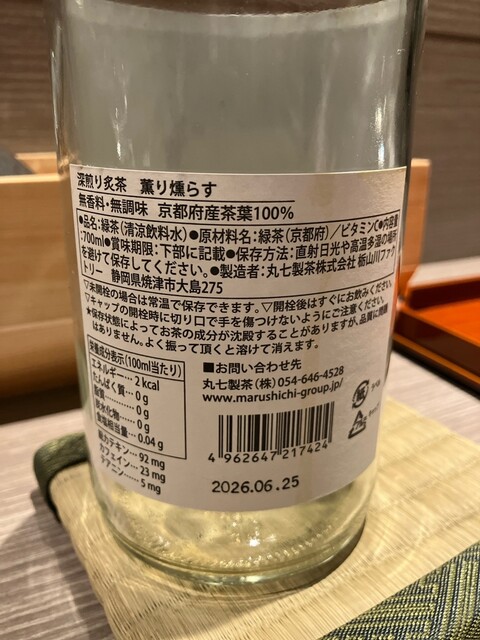 深煎り炙茶　薫り燻らす
無香料・無調味　京都府産茶葉100%
●品名:緑茶(清涼飲料水)●原材料名:緑茶(京都府)/ビタミンC●内容量
:700ml●賞味期限:下部に記載●保存方法:直射日光や高温多湿の場所
を避けて保存してください。●製造者:丸七製茶株式会社 栃山川ファク
トリー　静岡県焼津市大島275
▽未開栓の場合は常温で保存できます。▽開栓後はすぐにお飲みください。
▽キャップの開栓時に切り口で手を傷つけないようにご注意ください。
★保存状態によってお茶の成分が沈殿することがありますが、品質に問題
はありません。よく振って頂くと溶けて消えます。
栄養成分表示(100ml当たり)
エネルギー…2 kcal
たんぱく質……0 g
脂質……0 g
炭水化物……0 g
食塩相当量…0.04 g
総カテキン…92 mg
カフェイン…23 mg
テアニン……5 mg
■お問い合わせ先
丸七製茶(株)054-646-4528
www.marushichi-group.jp/
4962647217424
2026.06.25